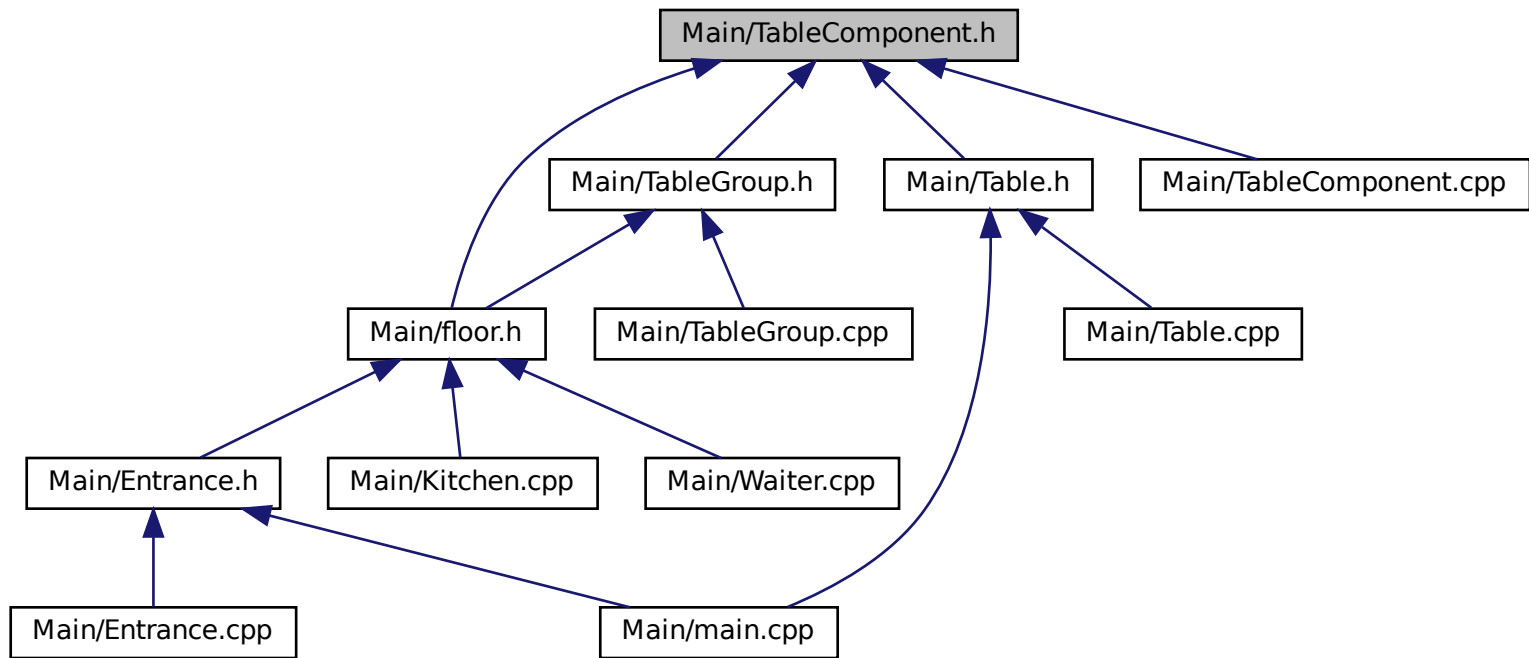 Main/TableComponent.h
Main/TableGroup.h
Main/Table.h
Main/TableComponent.cpp
Main/floor.h
Main/TableGroup.cpp
Main/Table.cpp
Main/Entrance.h
Main/Kitchen.cpp
Main/Waiter.cpp
Main/Entrance.cpp
Main/main.cpp